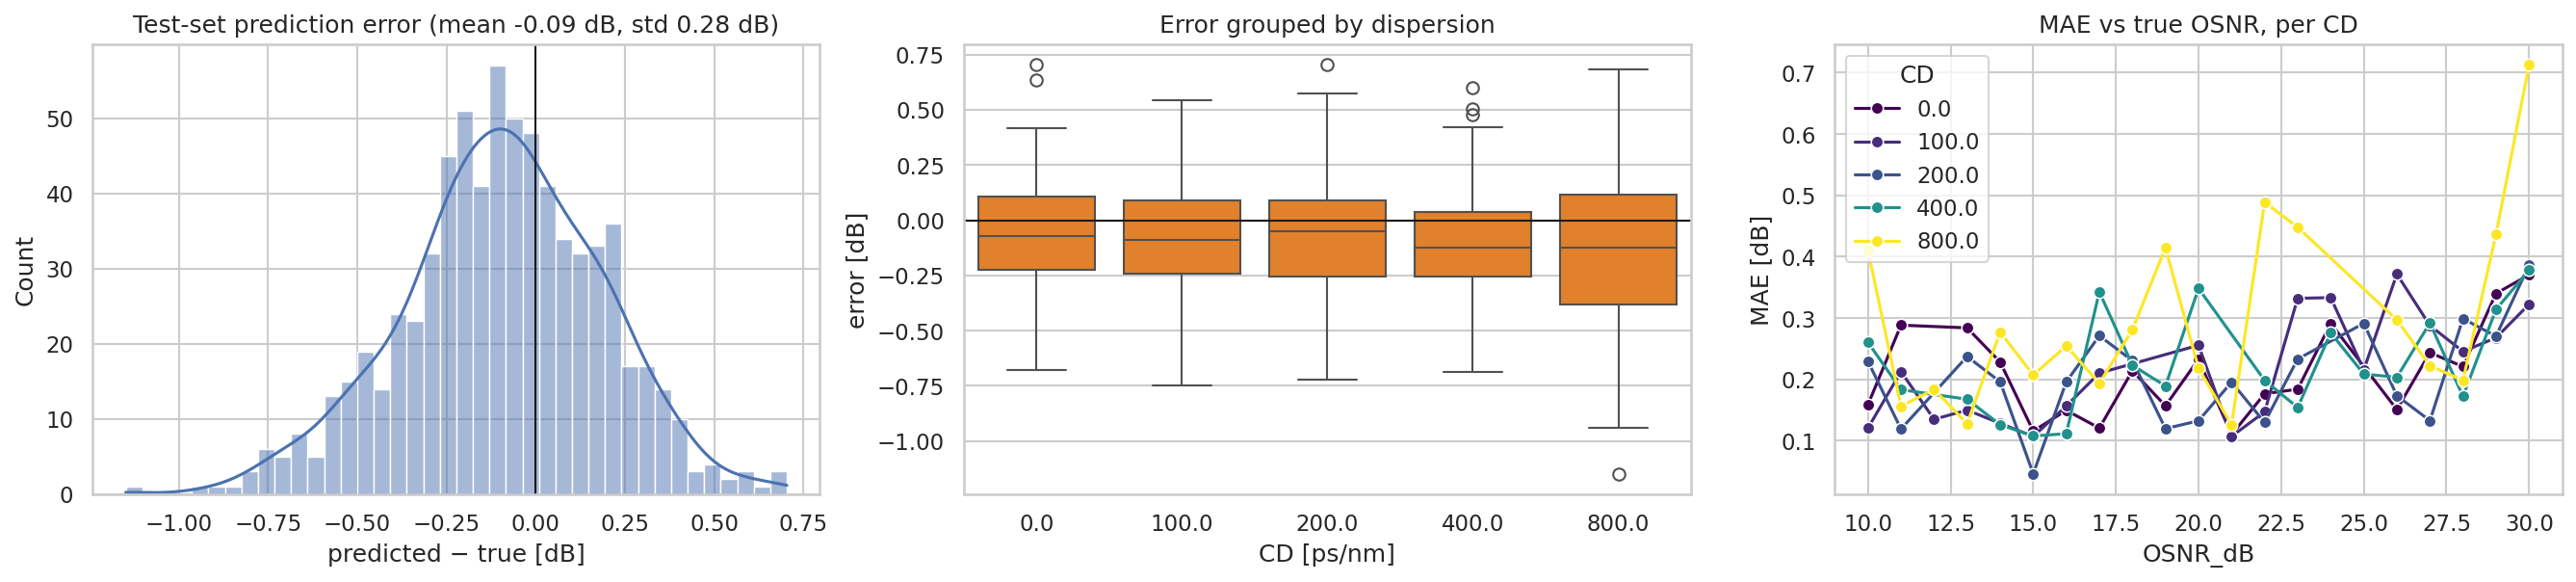 Test-set prediction error (mean -0.09 dB, std 0.28 dB)
Count
50
40
30
20
10
0
−1.00 −0.75 −0.50 −0.25 0.00 0.25 0.50 0.75
predicted − true [dB]
Error grouped by dispersion
error [dB]
0.75
0.50
0.25
0.00
−0.25
−0.50
−0.75
−1.00
0.0 100.0 200.0 400.0 800.0
CD [ps/nm]
MAE vs true OSNR, per CD
MAE [dB]
0.7
0.6
0.5
0.4
0.3
0.2
0.1
CD
0.0
100.0
200.0
400.0
800.0
10.0 12.5 15.0 17.5 20.0 22.5 25.0 27.5 30.0
OSNR_dB